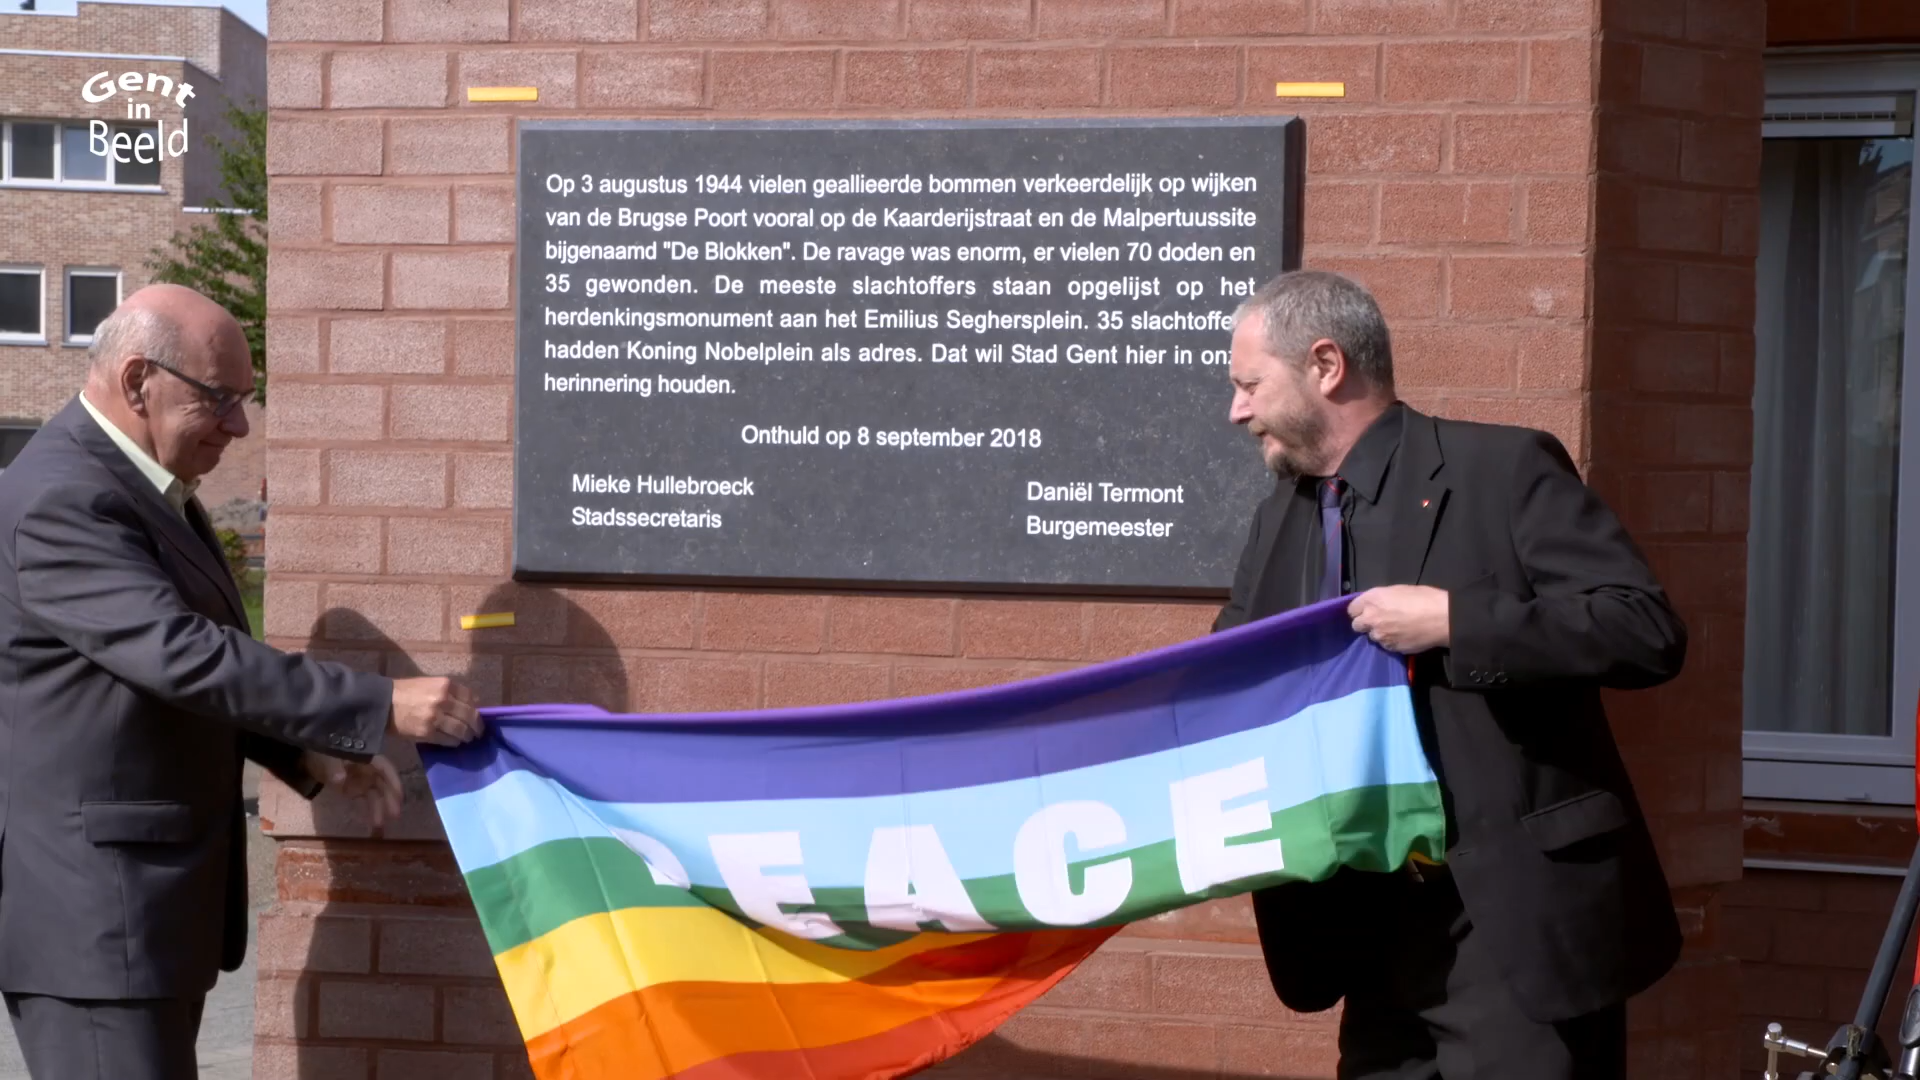 Gent
in
Beeld
Op 3 augustus 1944 vielen geallieerde bommen verkeerdelijk op wijken
van de Brugse Poort vooral op de Kaarderijstraat en de Malpertuussite
bijgenaamd "De Blokken". De ravage was enorm, er vielen 70 doden en
35 gewonden. De meeste slachtoffers staan opgelijst op het
herdenkingsmonument aan het Emilius Seghersplein. 35
hadden Koning Nobelplein als adres. Dat wil Stad Gent hier in
herinnering houden.
Onthuld op 8 september 2018
Mieke Hullebroeck
Stadssecretaris
Daniël Termont
Burgemeester
PEACE